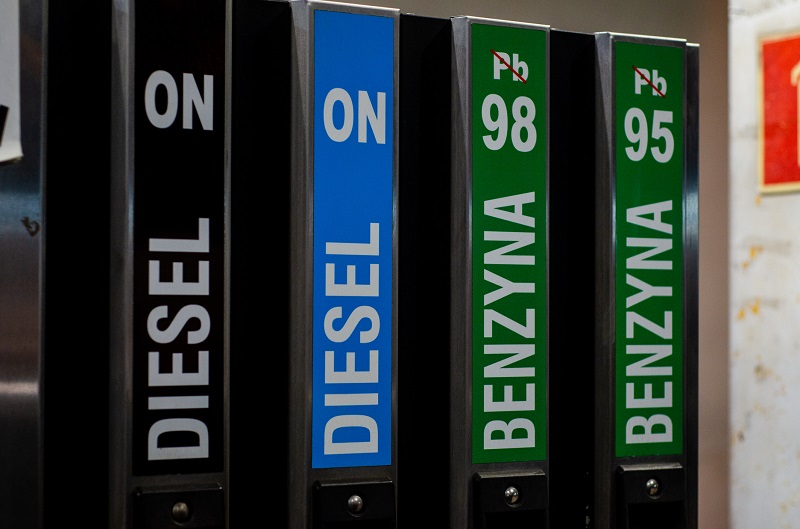 ON
DIESEL
ON
DIESEL
Pb
98
BENZYNA
Pb
95
BENZYNA